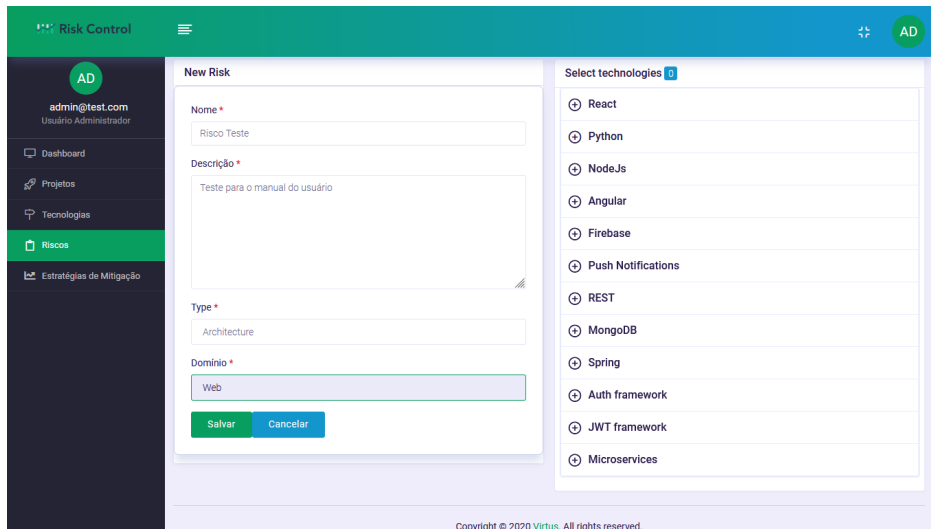 Risk Control
AD
AD
admin@test.com
Usuário Administrador
Dashboard
Projetos
Tecnologias
Riscos
Estratégias de Mitigação
New Risk
Nome *
Risco Teste
Descrição *
Teste para o manual do usuário
Type *
Architecture
Domínio *
Web
Salvar
Cancelar
Select technologies 0
React
Python
NodeJs
Angular
Firebase
Push Notifications
REST
MongoDB
Spring
Auth framework
JWT framework
Microservices
Copyright © 2020 Virtus. All rights reserved.